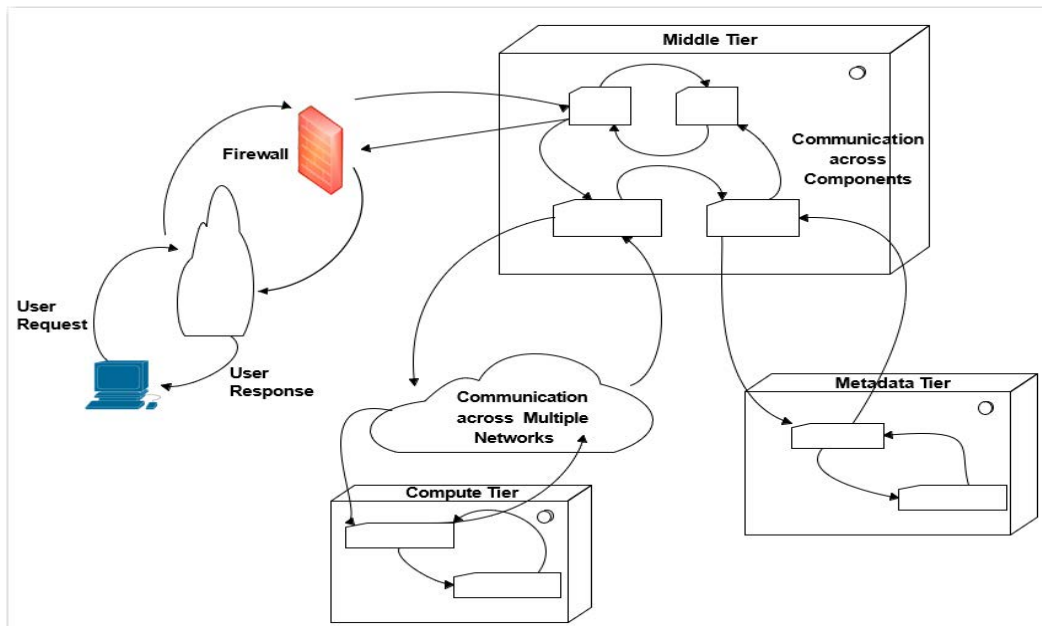 Middle Tier
Communication
across
Components
Firewall
User
Request
User
Response
Communication
across Multiple
Networks
Metadata Tier
Compute Tier